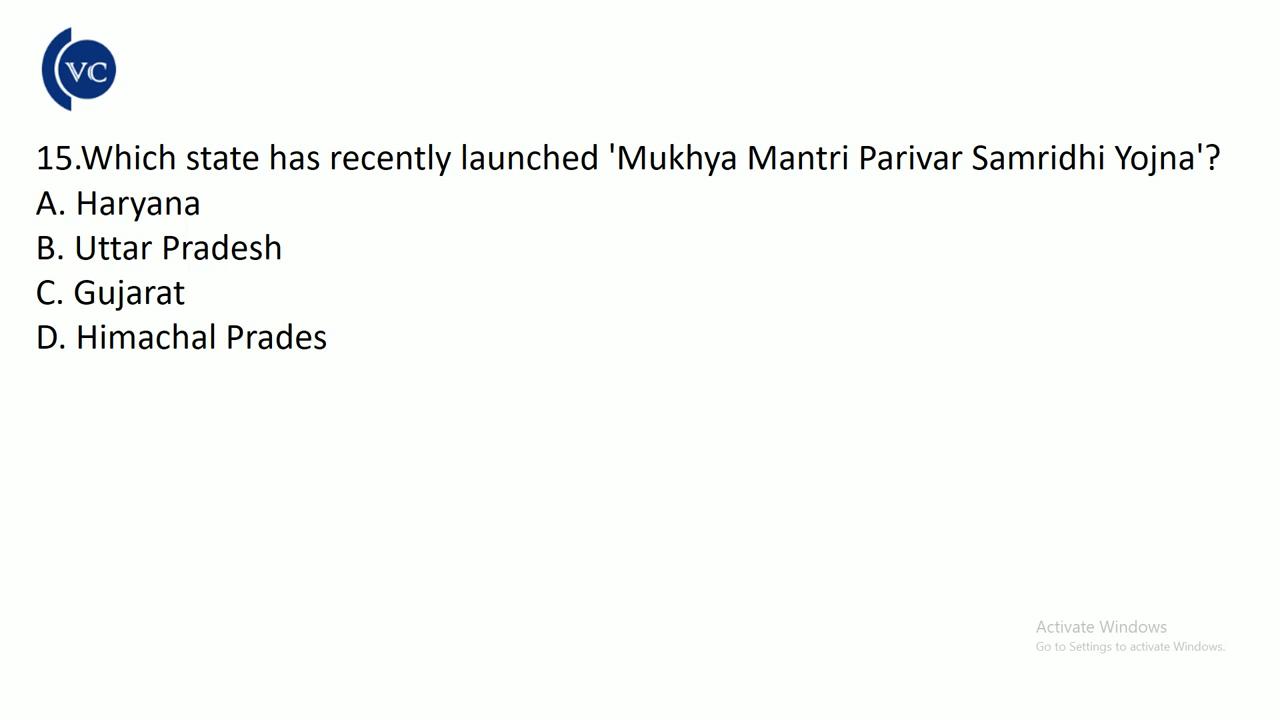 VC
15.Which state has recently launched 'Mukhya Mantri Parivar Samridhi Yojna'?
A. Haryana
B. Uttar Pradesh
C. Gujarat
D. Himachal Prades
Activate Windows
Go to Settings to activate Windows.